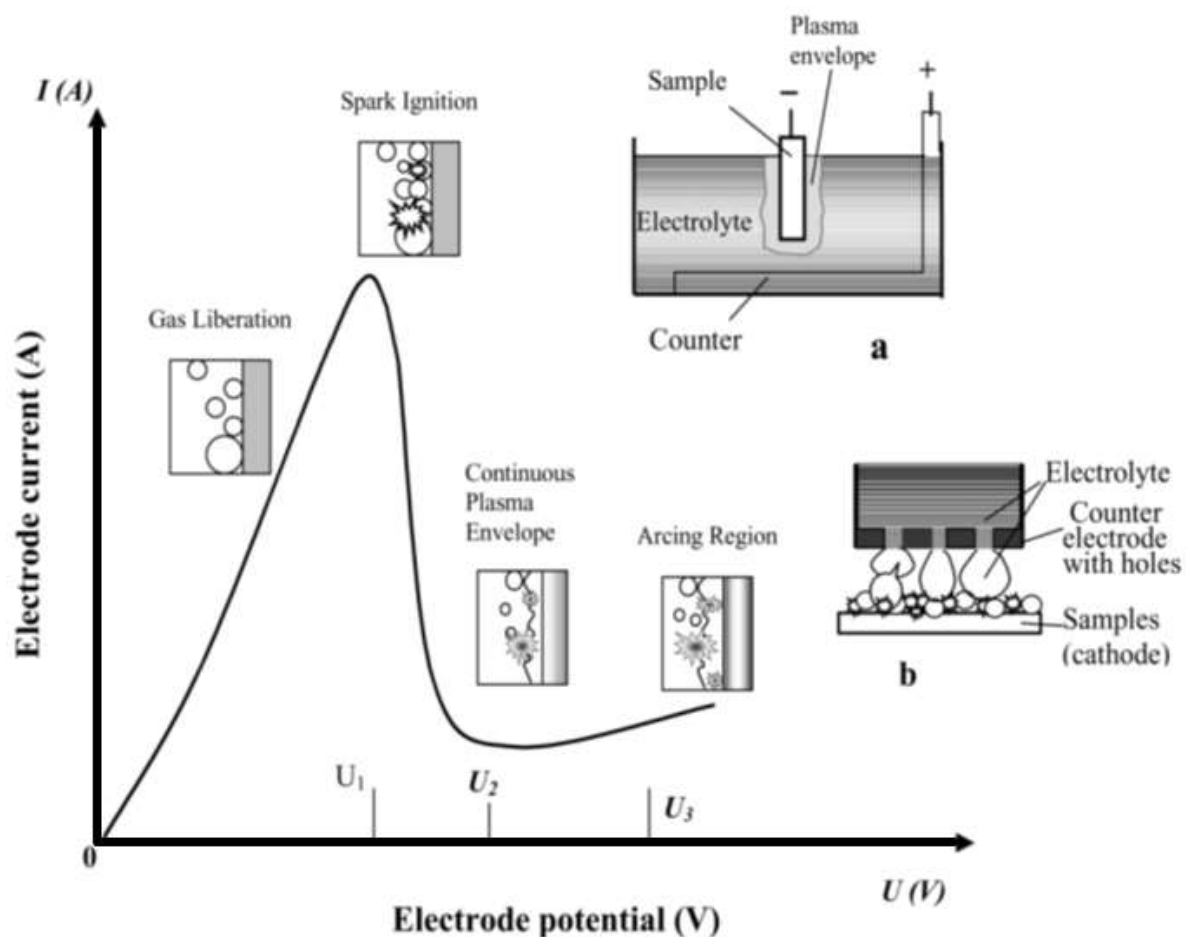 I (A)
Electrode current (A)
Spark Ignition
Gas Liberation
Continuous
Plasma
Envelope
Arcing Region
U₁
U₂
U₃
0
U (V)
Electrode potential (V)
Plasma
envelope
Sample
−
+
Electrolyte
Counter
a
Electrolyte
Counter
electrode
with holes
Samples
(cathode)
b